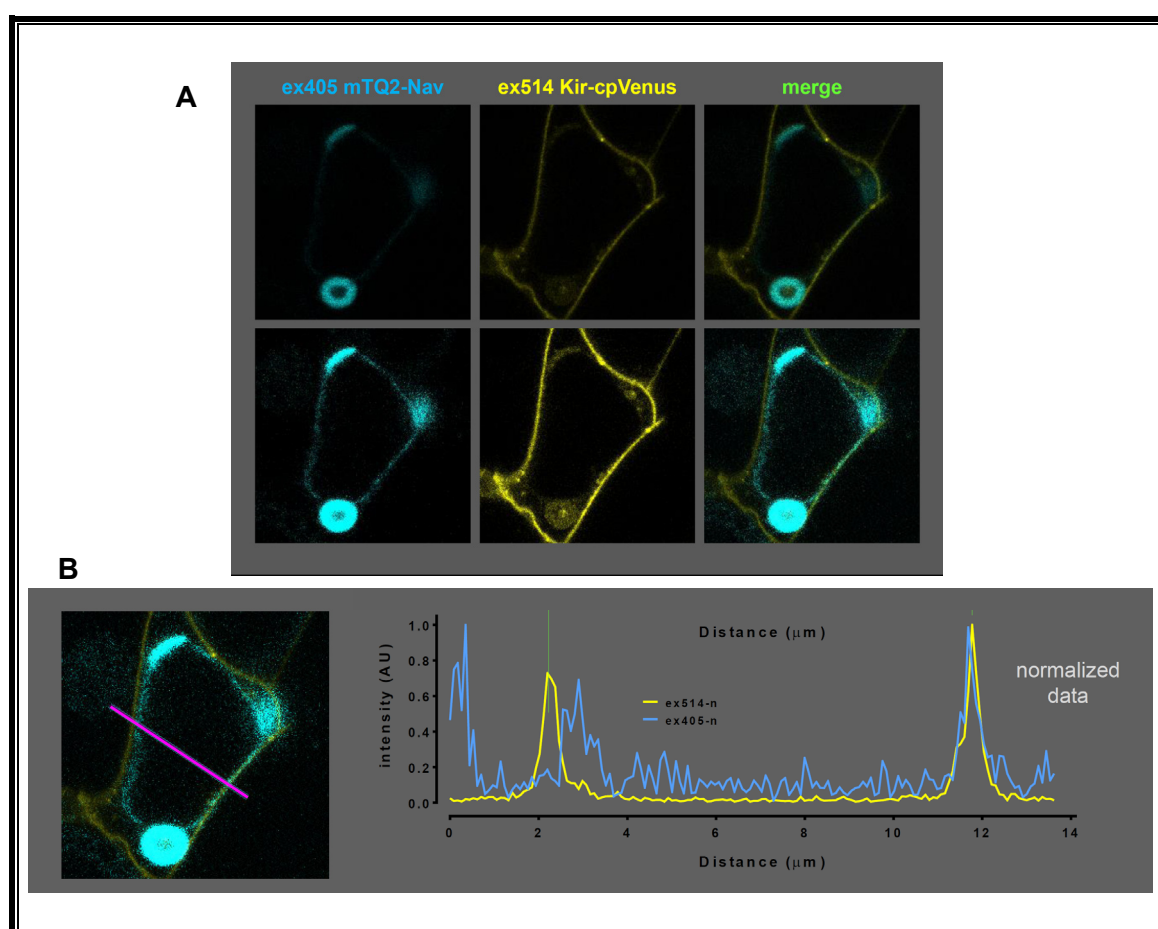 A
ex405 mTQ2-Nav ex514 Kir-cpVenus merge
B
Distance (μm)
normalized
data
ex514-n
ex405-n
intensity (AU)
1.0
0.8
0.6
0.4
0.2
0.0
0 2 4 6 8 10 12 14
Distance (μm)